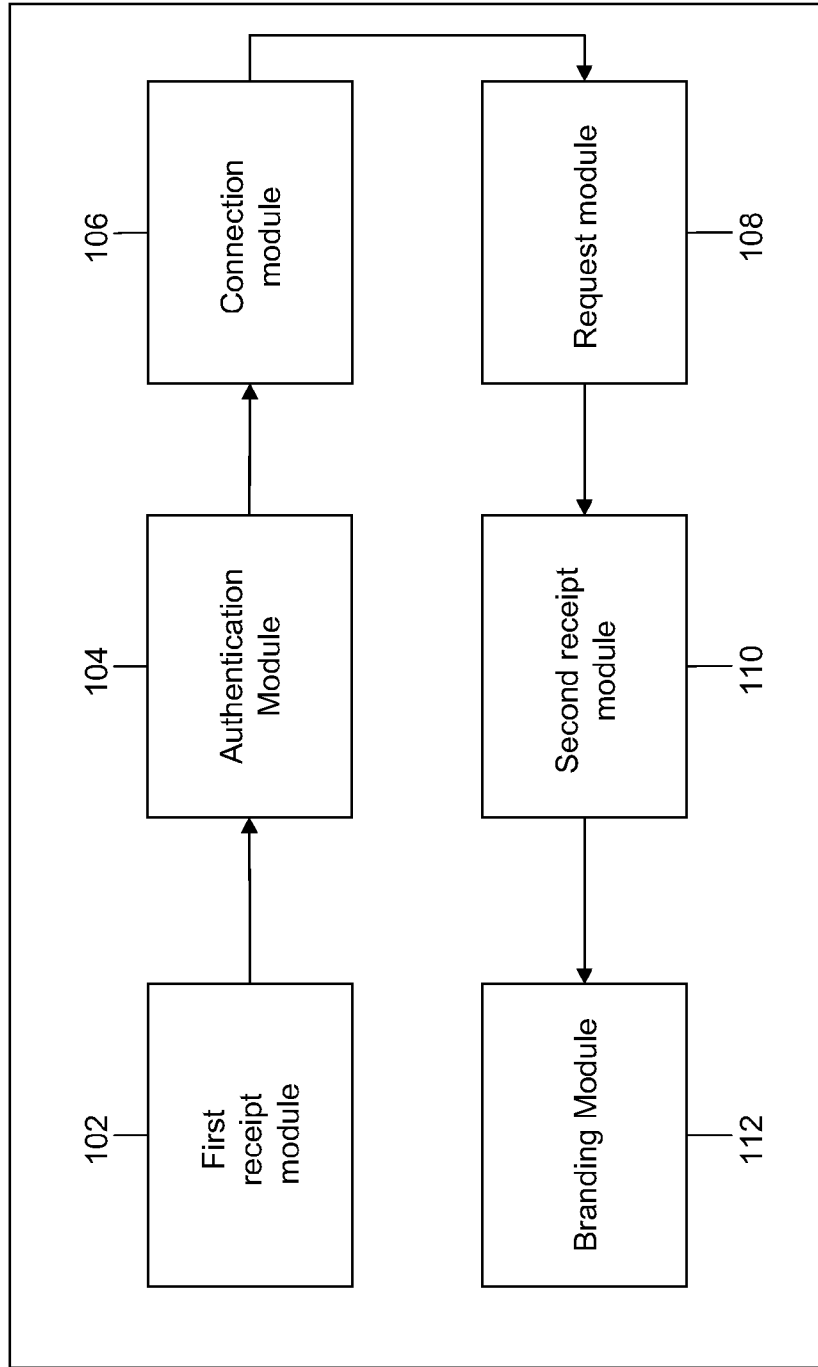 102
First
receipt
module
104
Authentication
Module
106
Connection
module
Request module
108
Second receipt
module
110
Branding Module
112